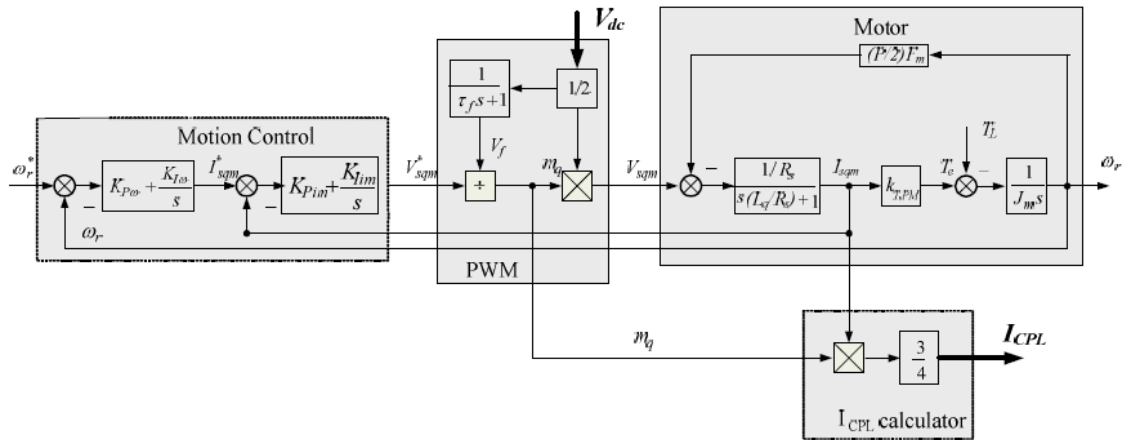 V_dc
Motor
(P/2)F_m
1
τ_f s+1
1/2
Motion Control
V_f
T_L
ω_r^*
K_Pω + K_Iω
s
I_sqm^*
K_Pim + K_Iim
s
V_sqm^*
÷
m_q
V_sqm
1/R_s
s(L_q/R_s)+1
I_sqm
k_T,PM
T_e
1
J_m s
ω_r
−
−
−
−
ω_r
PWM
m_q
3
4
I_CPL
I_CPL calculator